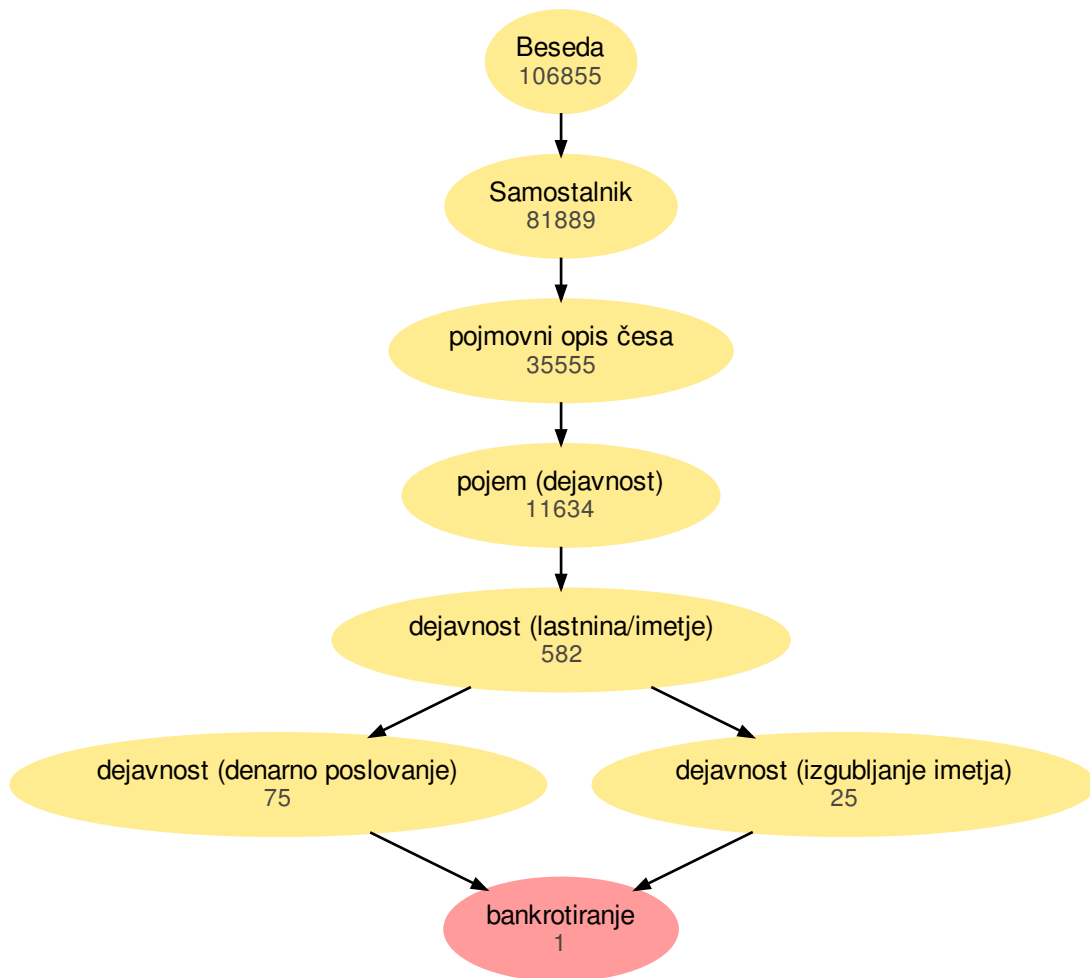 Beseda
106855
Samostalnik
81889
pojmovni opis česa
35555
pojem (dejavnost)
11634
dejavnost (lastnina/imetje)
582
dejavnost (denarno poslovanje)
75
dejavnost (izgubljanje imetja)
25
bankrotiranje
1